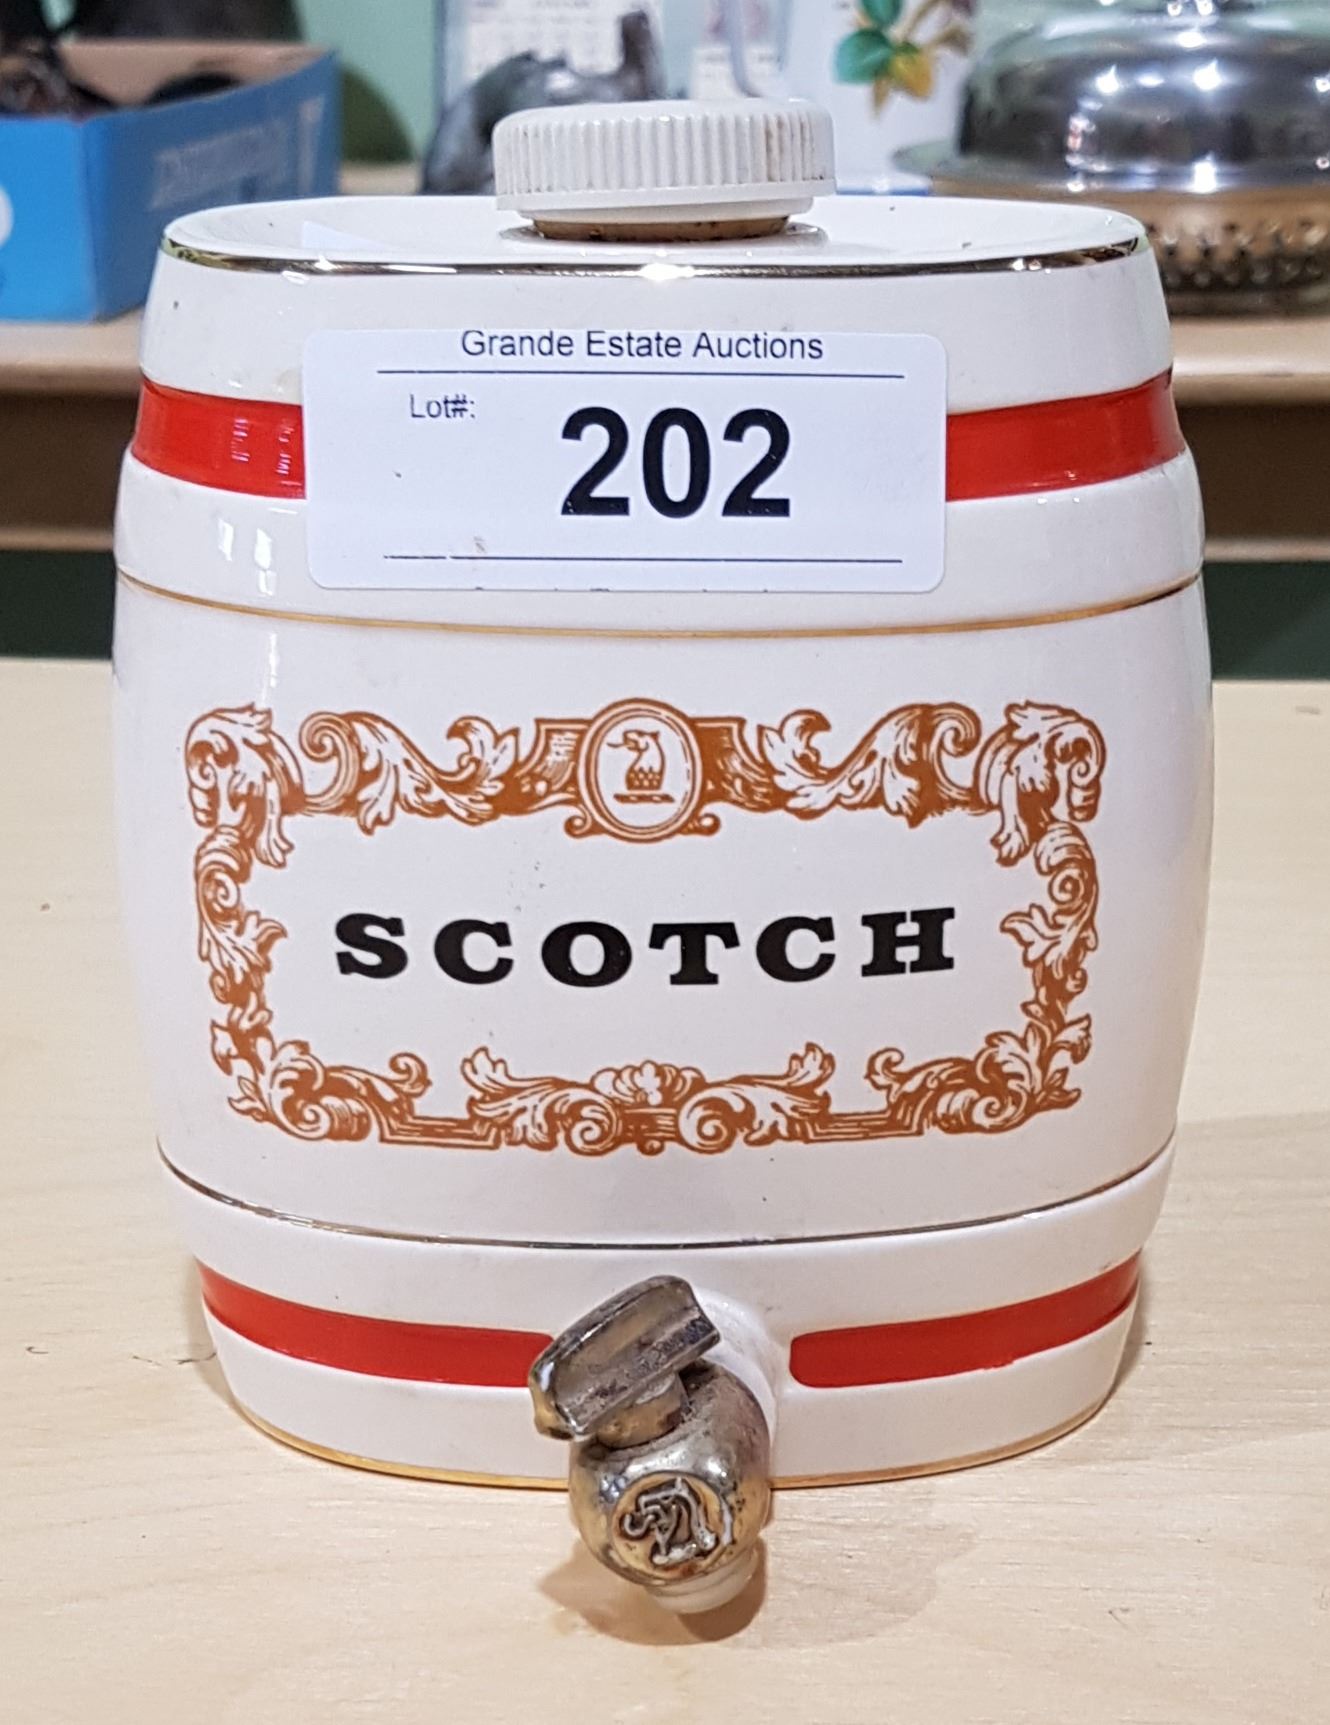 Grande Estate Auctions
Lot#:
202
SCOTCH